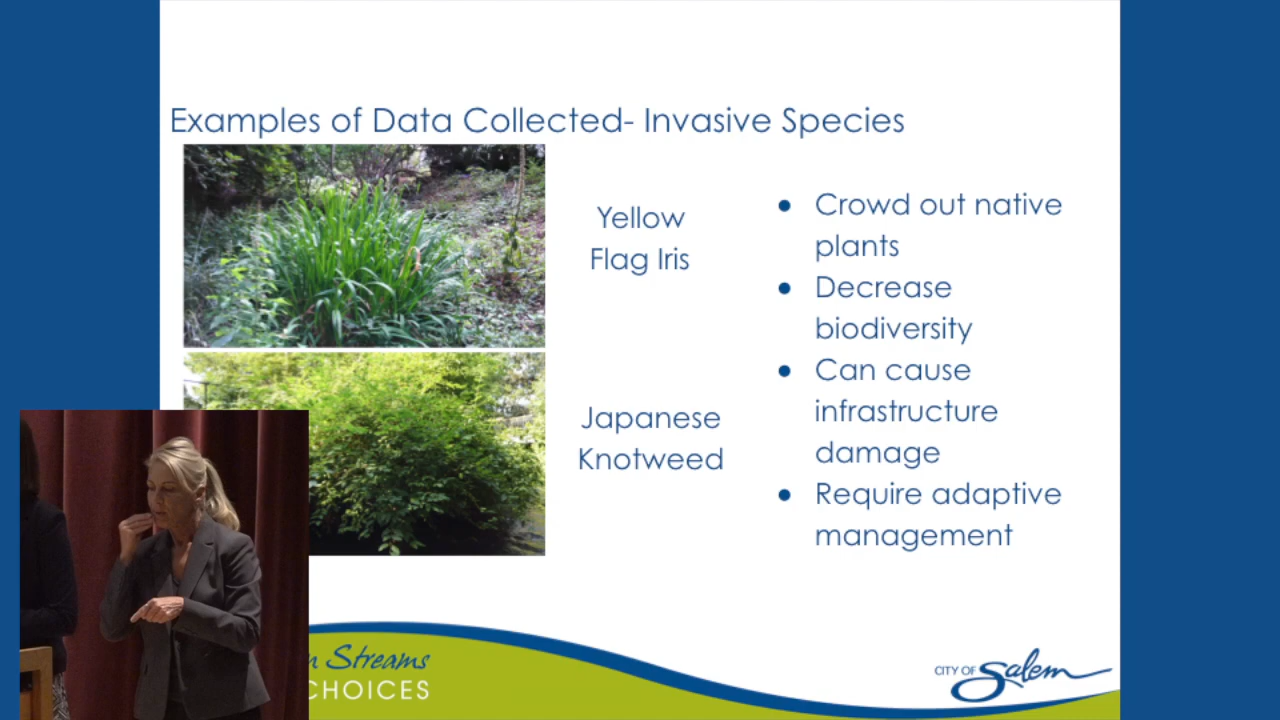 Examples of Data Collected- Invasive Species
Yellow
Flag Iris
Japanese
Knotweed
● Crowd out native
plants
● Decrease
biodiversity
● Can cause
infrastructure
damage
● Require adaptive
management
Streams
CHOICES
CITY OF Salem